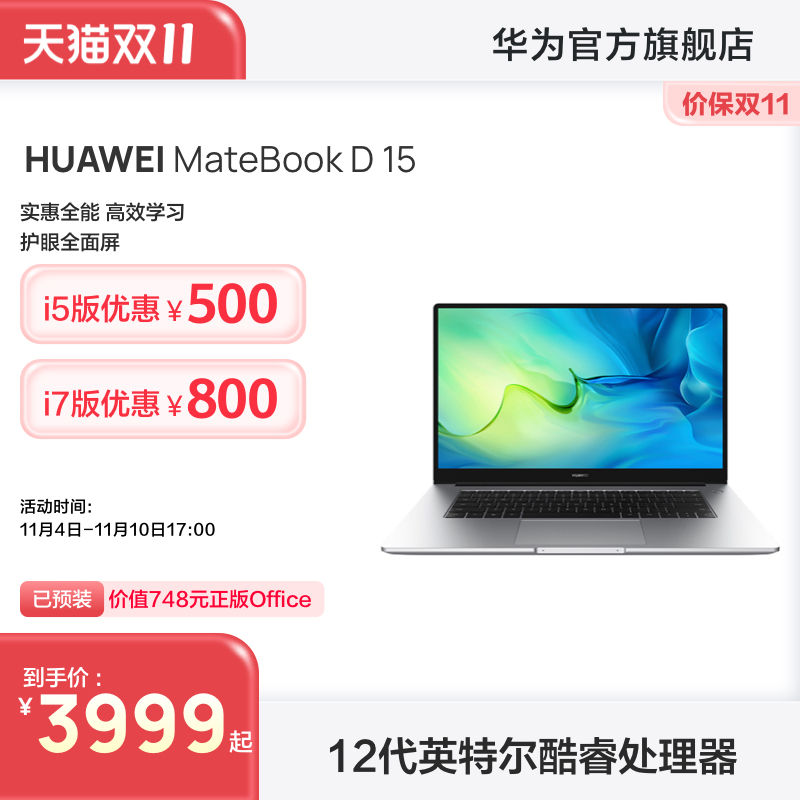 天猫双11
华为官方旗舰店
价保双11
HUAWEI MateBook D 15
实惠全能 高效学习
护眼全面屏
i5版优惠 ¥500
i7版优惠 ¥800
HUAWEI
活动时间：
11月4日-11月10日17:00
已预装 价值748元正版Office
到手价：
¥3999起
12代英特尔酷睿处理器